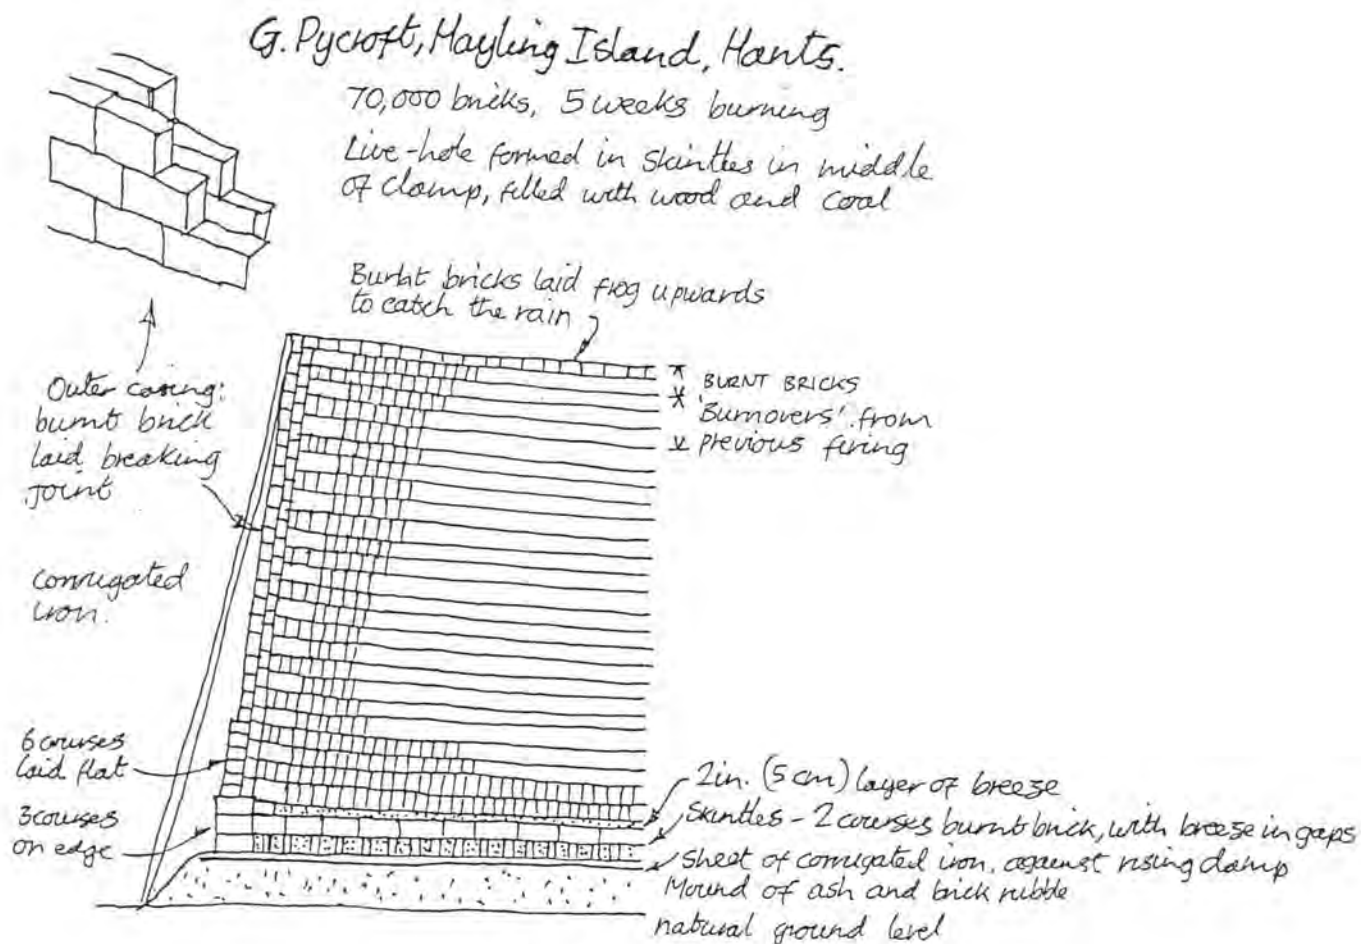 G. Pycroft, Hayling Island, Hants.
70,000 bricks, 5 weeks burning
Live-hole formed in skintles in middle
of clamp, filled with wood and coal
Burnt bricks laid frog upwards
to catch the rain
Outer casing:
burnt brick
laid breaking
joint
BURNT BRICKS
'Burnovers' from
previous firing
corrugated
iron.
6 courses
laid flat
3 courses
on edge
2in. (5 cm) layer of breeze
Skintles - 2 courses burnt brick, with breeze in gaps
Sheet of corrugated iron, against rising damp
Mound of ash and brick rubble
natural ground level